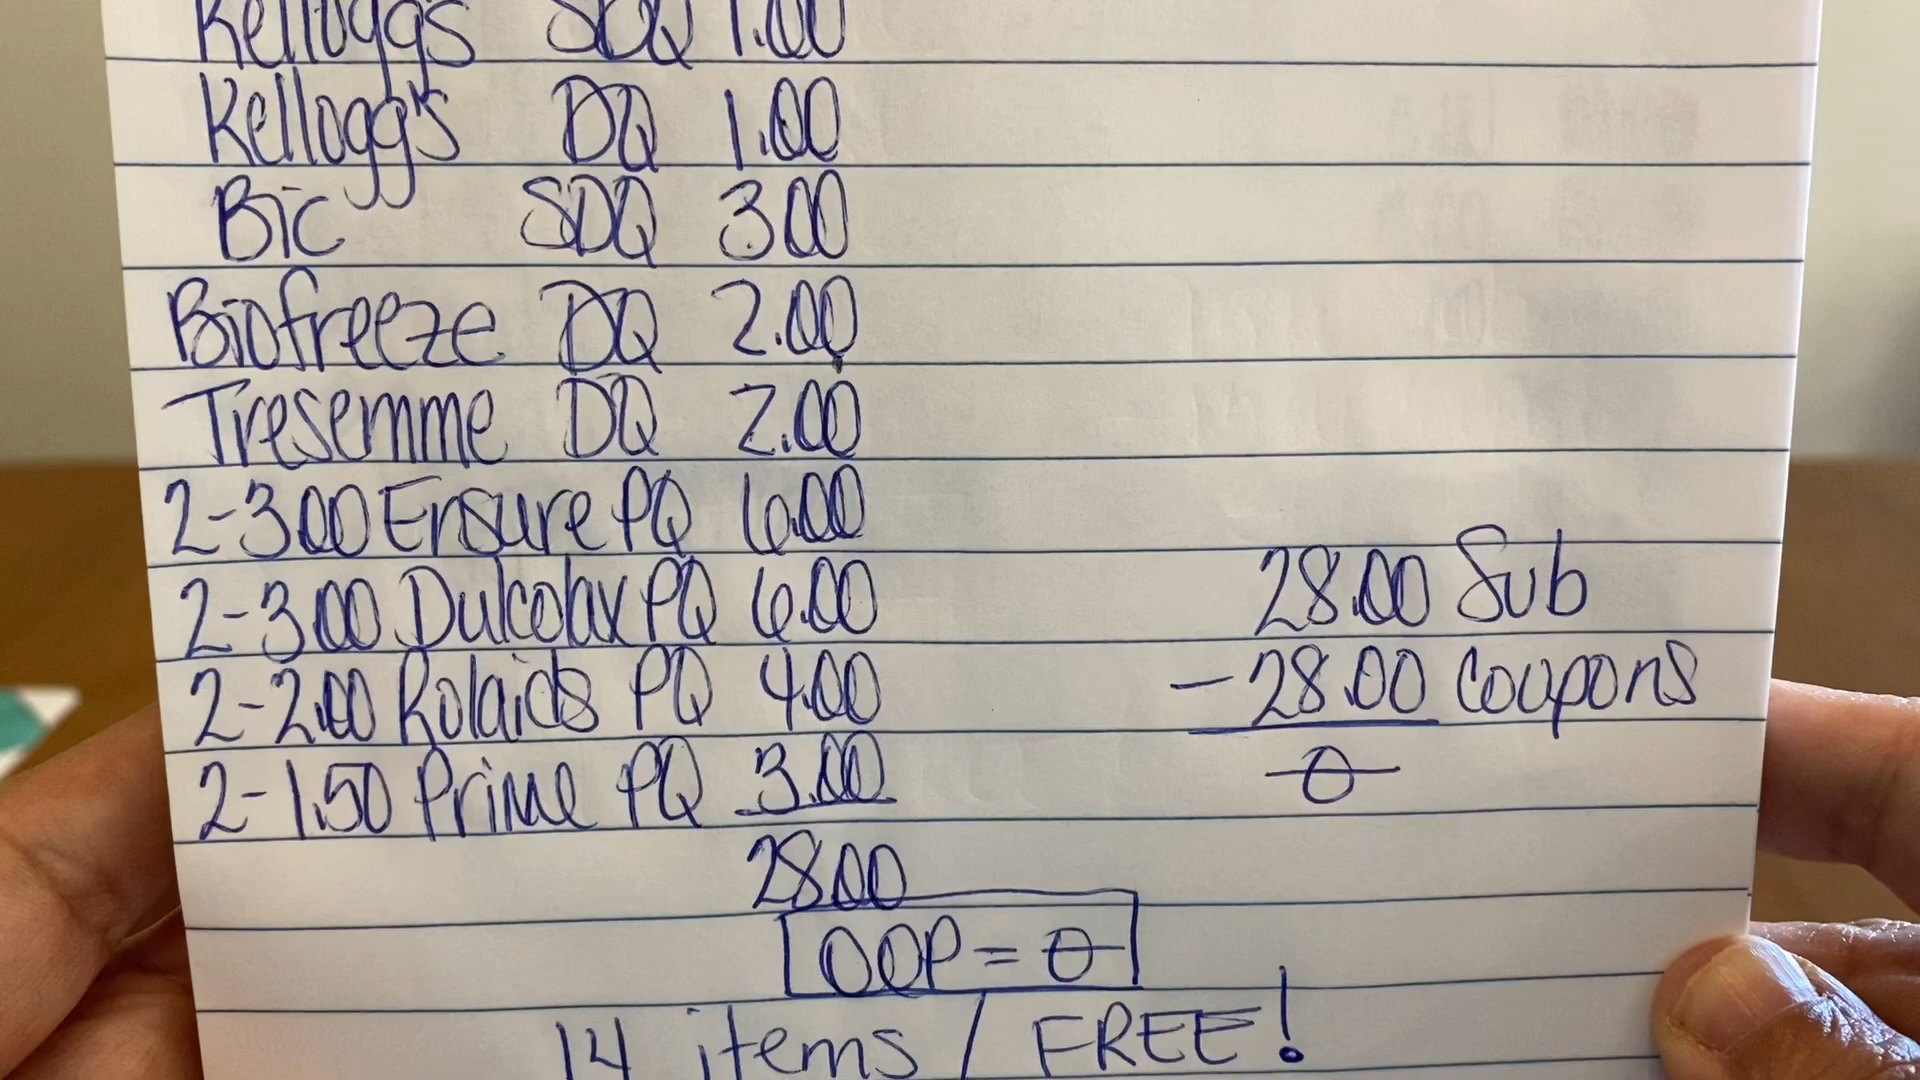 Kelloggs SDQ 1.00
Kellogg's DQ 1.00
Bic SDQ 3.00
Biofreeze DQ 2.00
Tresemme DQ 2.00
2-3.00 Ensure PQ 6.00
2-3.00 Dulcolax PQ 6.00
2-2.00 Rolaids PQ 4.00
2-1.50 Prime PQ 3.00
28.00
28.00 Sub
-28.00 coupons
0
OOP = 0
14 items / FREE!